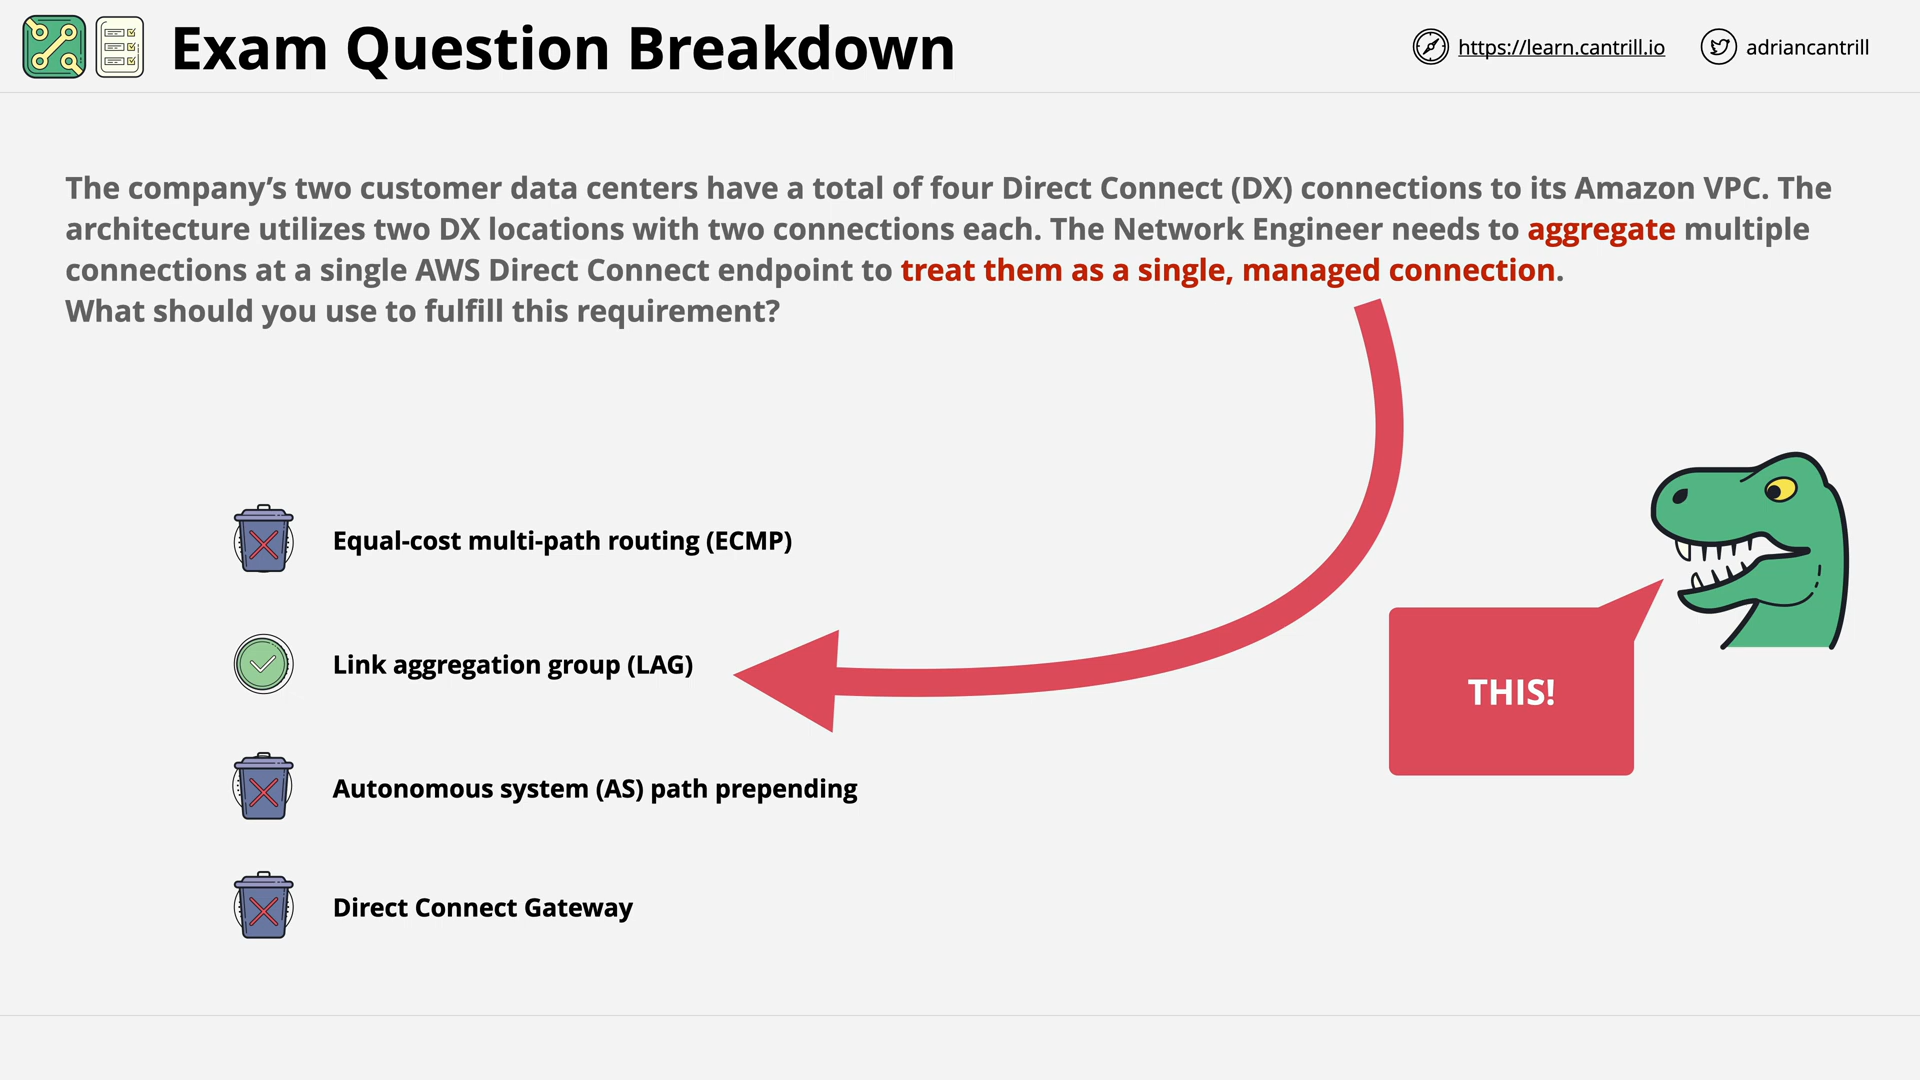 Exam Question Breakdown
https://learn.cantrill.io
adriancantrill
The company’s two customer data centers have a total of four Direct Connect (DX) connections to its Amazon VPC. The
architecture utilizes two DX locations with two connections each. The Network Engineer needs to aggregate multiple
connections at a single AWS Direct Connect endpoint to treat them as a single, managed connection.
What should you use to fulfill this requirement?
Equal-cost multi-path routing (ECMP)
Link aggregation group (LAG)
THIS!
Autonomous system (AS) path prepending
Direct Connect Gateway